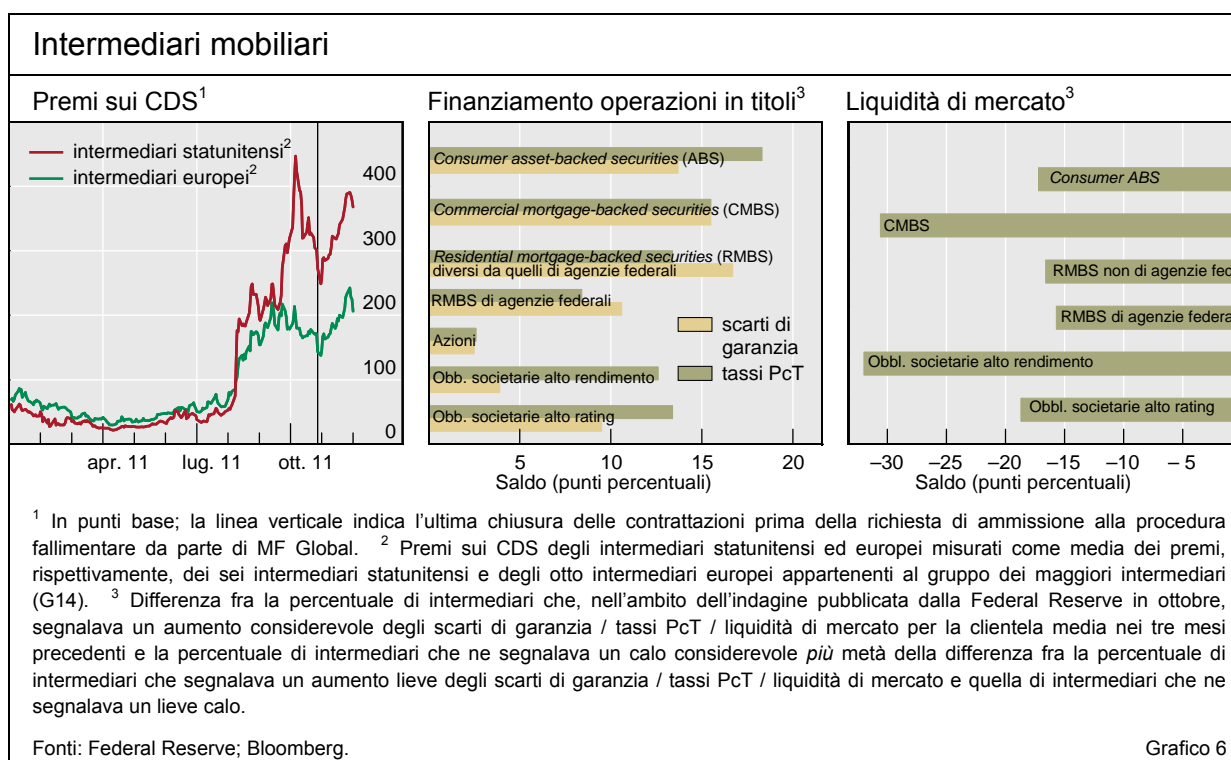 Intermediari mobiliari
Premi sui CDS1
intermediari statunitensi2
intermediari europei2
400
300
200
100
0
apr. 11 lug. 11 ott. 11
Finanziamento operazioni in titoli3
Consumer asset-backed securities (ABS)
Commercial mortgage-backed securities (CMBS)
Residential mortgage-backed securities (RMBS)
diversi da quelli di agenzie federali
RMBS di agenzie federali
Azioni
Obb. societarie alto rendimento
Obb. societarie alto rating
scarti di
garanzia
tassi PcT
5 10 15 20
Saldo (punti percentuali)
Liquidità di mercato3
Consumer ABS
CMBS
RMBS non di agenzie fed
RMBS di agenzie federa
Obbl. societarie alto rendimento
Obbl. societarie alto rating
–30 –25 –20 –15 –10 – 5
Saldo (punti percentuali)
1 In punti base; la linea verticale indica l'ultima chiusura delle contrattazioni prima della richiesta di ammissione alla procedura
fallimentare da parte di MF Global. 2 Premi sui CDS degli intermediari statunitensi ed europei misurati come media dei premi,
rispettivamente, dei sei intermediari statunitensi e degli otto intermediari europei appartenenti al gruppo dei maggiori intermediari
(G14). 3 Differenza fra la percentuale di intermediari che, nell'ambito dell'indagine pubblicata dalla Federal Reserve in ottobre,
segnalava un aumento considerevole degli scarti di garanzia / tassi PcT / liquidità di mercato per la clientela media nei tre mesi
precedenti e la percentuale di intermediari che ne segnalava un calo considerevole più metà della differenza fra la percentuale di
intermediari che segnalava un aumento lieve degli scarti di garanzia / tassi PcT / liquidità di mercato e quella di intermediari che ne
segnalava un lieve calo.
Fonti: Federal Reserve; Bloomberg. Grafico 6